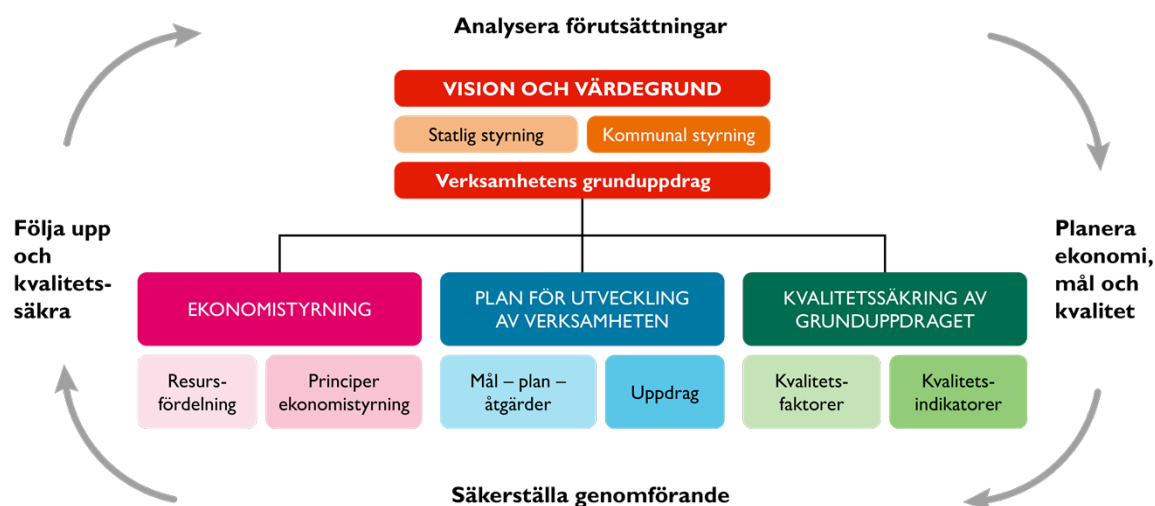 Analysera förutsättningar
VISION OCH VÄRDEGRUND
Statlig styrning
Kommunal styrning
Verksamhetens grunduppdrag
Följa upp
och
kvalitets-
säkra
Planera
ekonomi,
mål och
kvalitet
EKONOMISTYRNING
PLAN FÖR UTVECKLING
AV VERKSAMHETEN
KVALITETSSÄKRING AV
GRUNDUPPDRAGET
Resurs-
fördelning
Principer
ekonomistyrning
Mål – plan –
åtgärder
Uppdrag
Kvalitets-
faktorer
Kvalitets-
indikatorer
Säkerställa genomförande